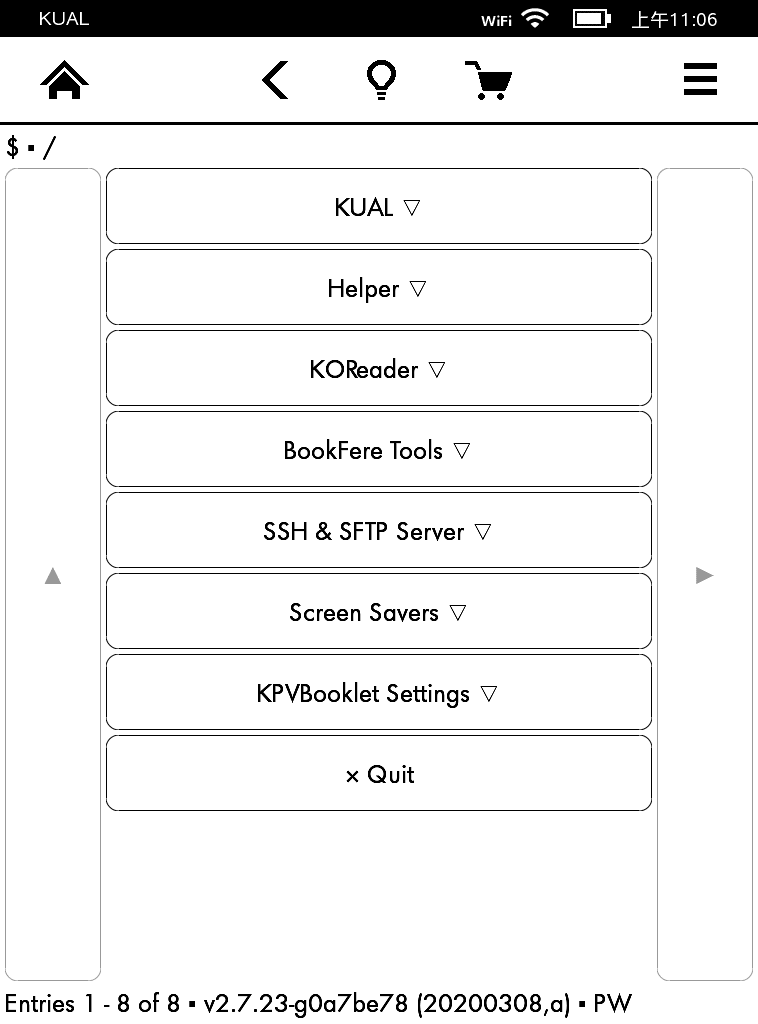 KUAL WiFi 上午11:06
$ ▪ /
KUAL ▽
Helper ▽
KOReader ▽
BookFere Tools ▽
SSH & SFTP Server ▽
Screen Savers ▽
KPVBooklet Settings ▽
× Quit
Entries 1 - 8 of 8 ▪ v2.7.23-g0a7be78 (20200308,a) ▪ PW